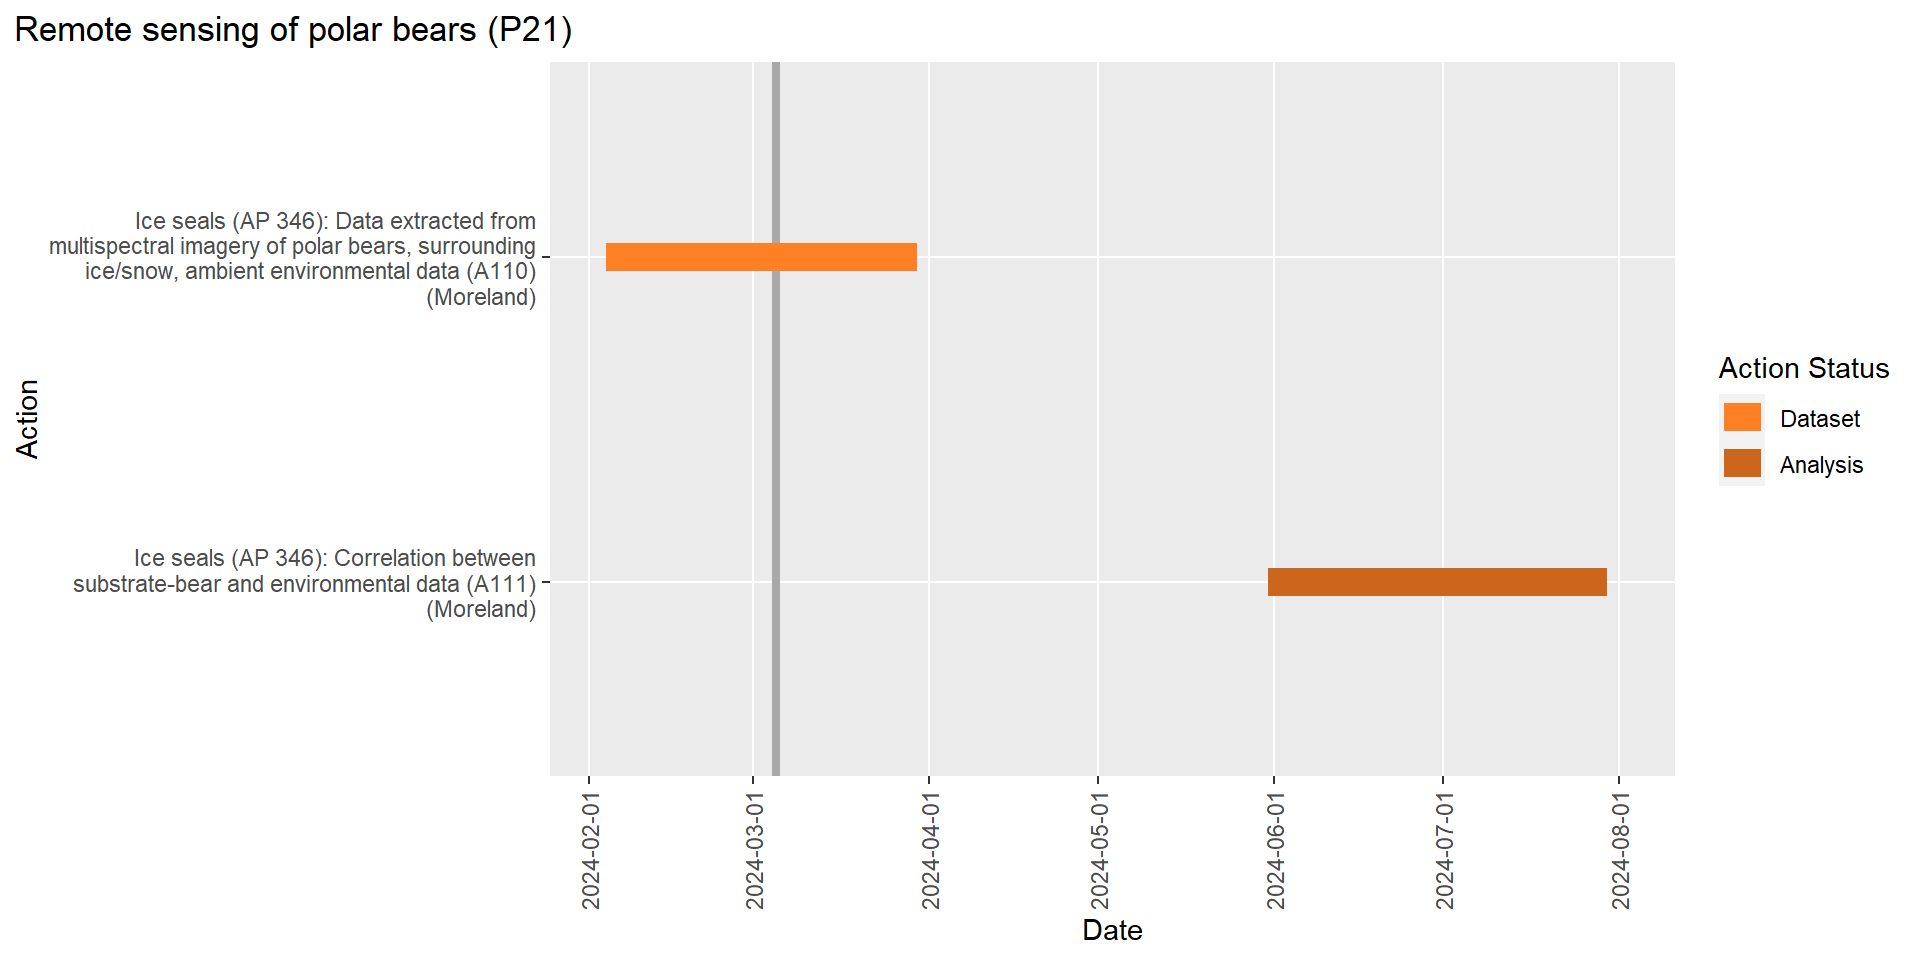 Remote sensing of polar bears (P21)
Ice seals (AP 346): Data extracted from
multispectral imagery of polar bears, surrounding
ice/snow, ambient environmental data (A110)
(Moreland)
Action
Ice seals (AP 346): Correlation between
substrate-bear and environmental data (A111)
(Moreland)
Action Status
Dataset
Analysis
2024-02-01
2024-03-01
2024-04-01
2024-05-01
2024-06-01
2024-07-01
2024-08-01
Date